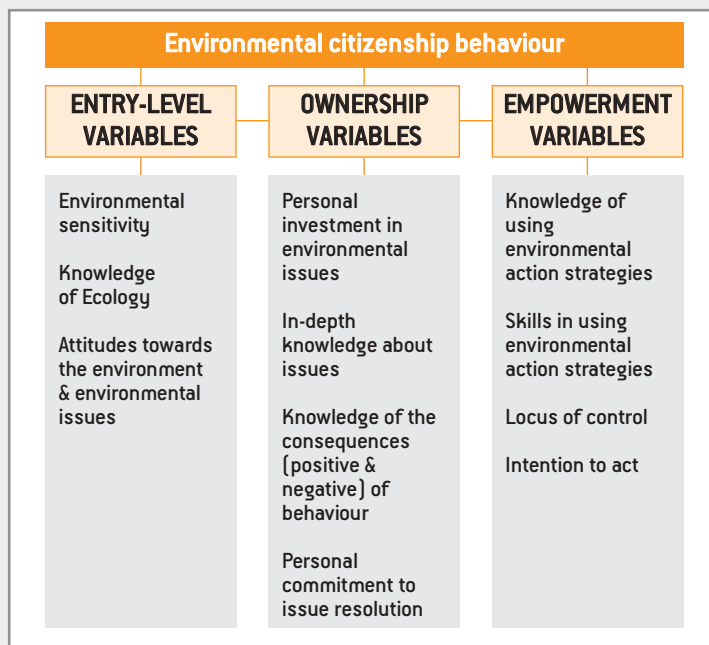 Environmental citizenship behaviour
ENTRY-LEVEL
VARIABLES
Environmental
sensitivity
Knowledge
of Ecology
Attitudes towards
the environment
& environmental
issues
OWNERSHIP
VARIABLES
Personal
investment in
environmental
issues
In-depth
knowledge about
issues
Knowledge of the
consequences
(positive &
negative) of
behaviour
Personal
commitment to
issue resolution
EMPOWERMENT
VARIABLES
Knowledge of
using
environmental
action strategies
Skills in using
environmental
action strategies
Locus of control
Intention to act